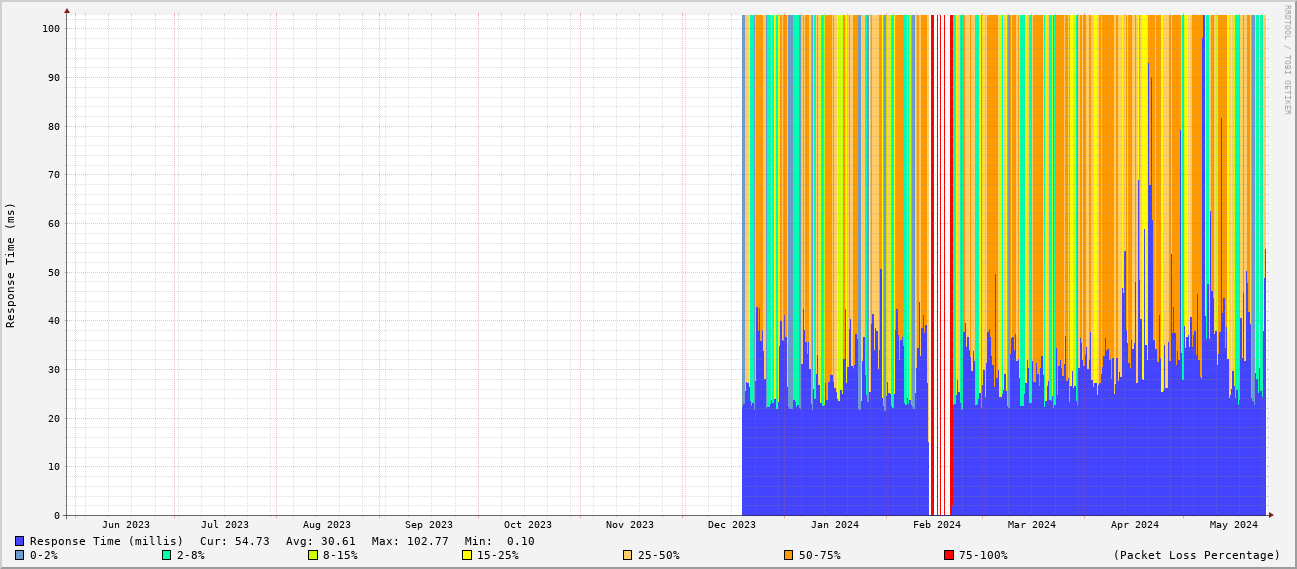 RRDTOOL / TOBI OETIKER
Response Time (ms)
100
90
80
70
60
50
40
30
20
10
0
Jun 2023 Jul 2023 Aug 2023 Sep 2023 Oct 2023 Nov 2023 Dec 2023 Jan 2024 Feb 2024 Mar 2024 Apr 2024 May 2024
Response Time (millis) Cur: 54.73 Avg: 30.61 Max: 102.77 Min: 0.10
0-2% 2-8% 8-15% 15-25% 25-50% 50-75% 75-100% (Packet Loss Percentage)